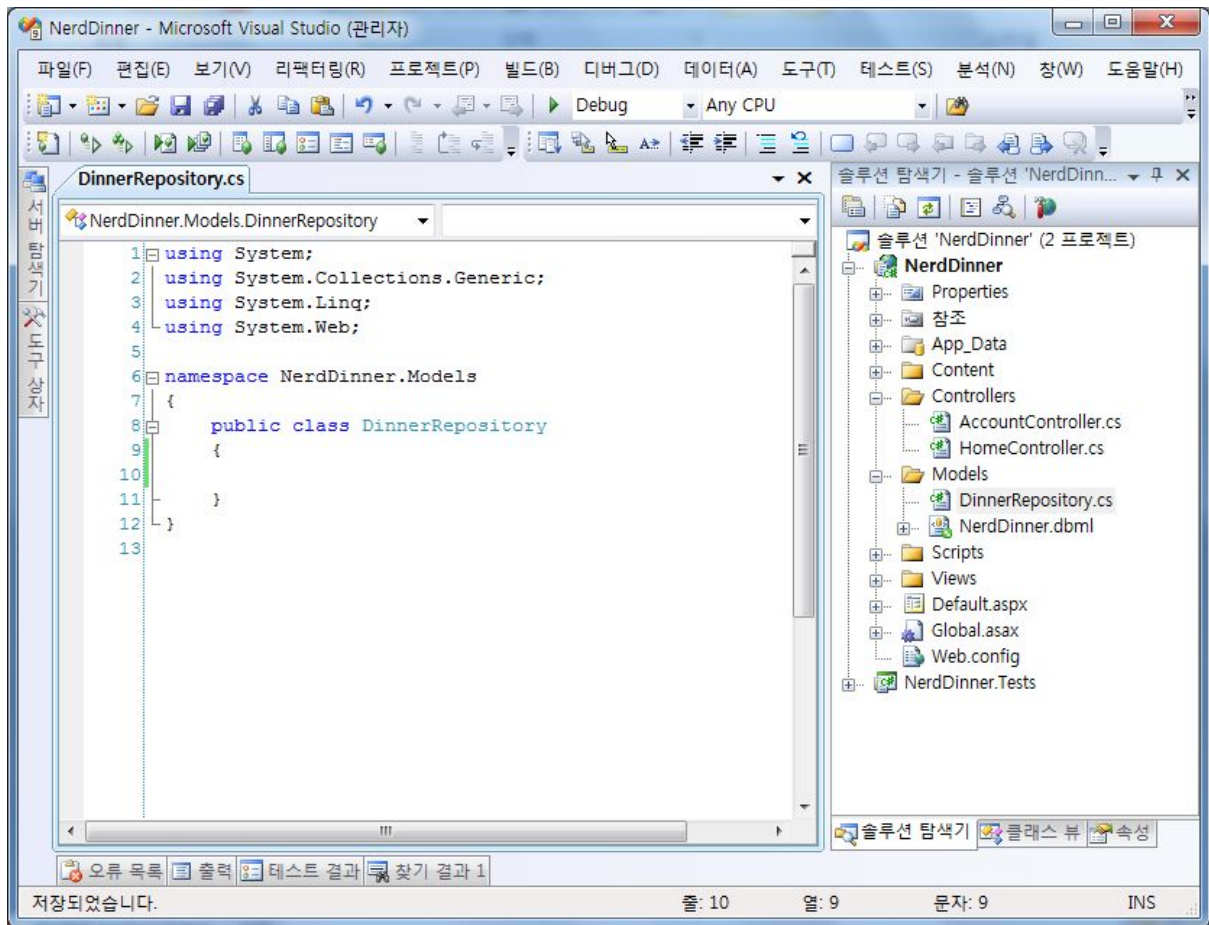 NerdDinner - Microsoft Visual Studio (관리자)
파일(F) 편집(E) 보기(V) 리팩터링(R) 프로젝트(P) 빌드(B) 디버그(D) 데이터(A) 도구(T) 테스트(S) 분석(N) 창(W) 도움말(H)
Debug Any CPU
서버 탐색기
도구 상자
DinnerRepository.cs
NerdDinner.Models.DinnerRepository
1 using System;
2 using System.Collections.Generic;
3 using System.Linq;
4 using System.Web;
5
6 namespace NerdDinner.Models
7 {
8 public class DinnerRepository
9 {
10
11 }
12 }
13
솔루션 탐색기 - 솔루션 'NerdDinn...
솔루션 'NerdDinner' (2 프로젝트)
NerdDinner
Properties
참조
App_Data
Content
Controllers
AccountController.cs
HomeController.cs
Models
DinnerRepository.cs
NerdDinner.dbml
Scripts
Views
Default.aspx
Global.asax
Web.config
NerdDinner.Tests
솔루션 탐색기 클래스 뷰 속성
오류 목록 출력 테스트 결과 찾기 결과 1
저장되었습니다. 줄: 10 열: 9 문자: 9 INS